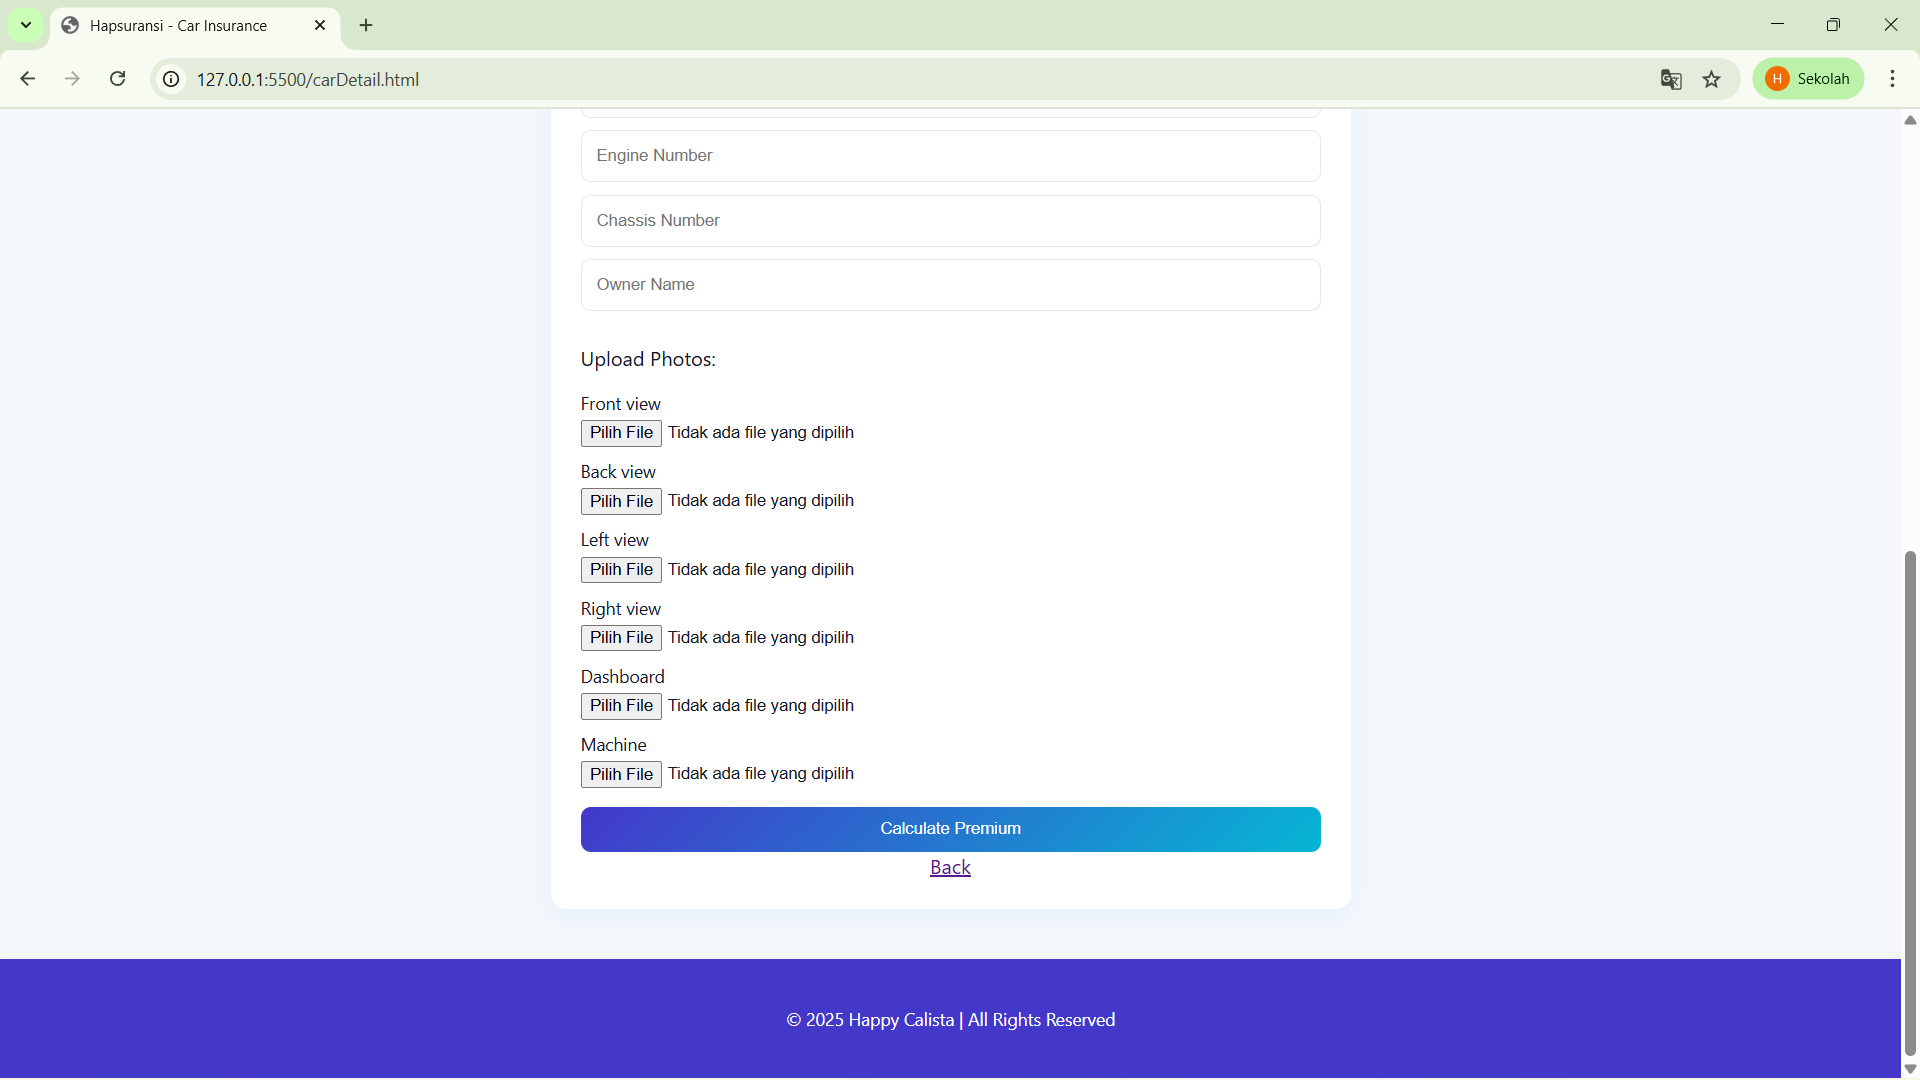 Hapsuransi - Car Insurance
127.0.0.1:5500/carDetail.html
H Sekolah
Engine Number
Chassis Number
Owner Name
Upload Photos:
Front view
Pilih File Tidak ada file yang dipilih
Back view
Pilih File Tidak ada file yang dipilih
Left view
Pilih File Tidak ada file yang dipilih
Right view
Pilih File Tidak ada file yang dipilih
Dashboard
Pilih File Tidak ada file yang dipilih
Machine
Pilih File Tidak ada file yang dipilih
Calculate Premium
Back
© 2025 Happy Calista | All Rights Reserved